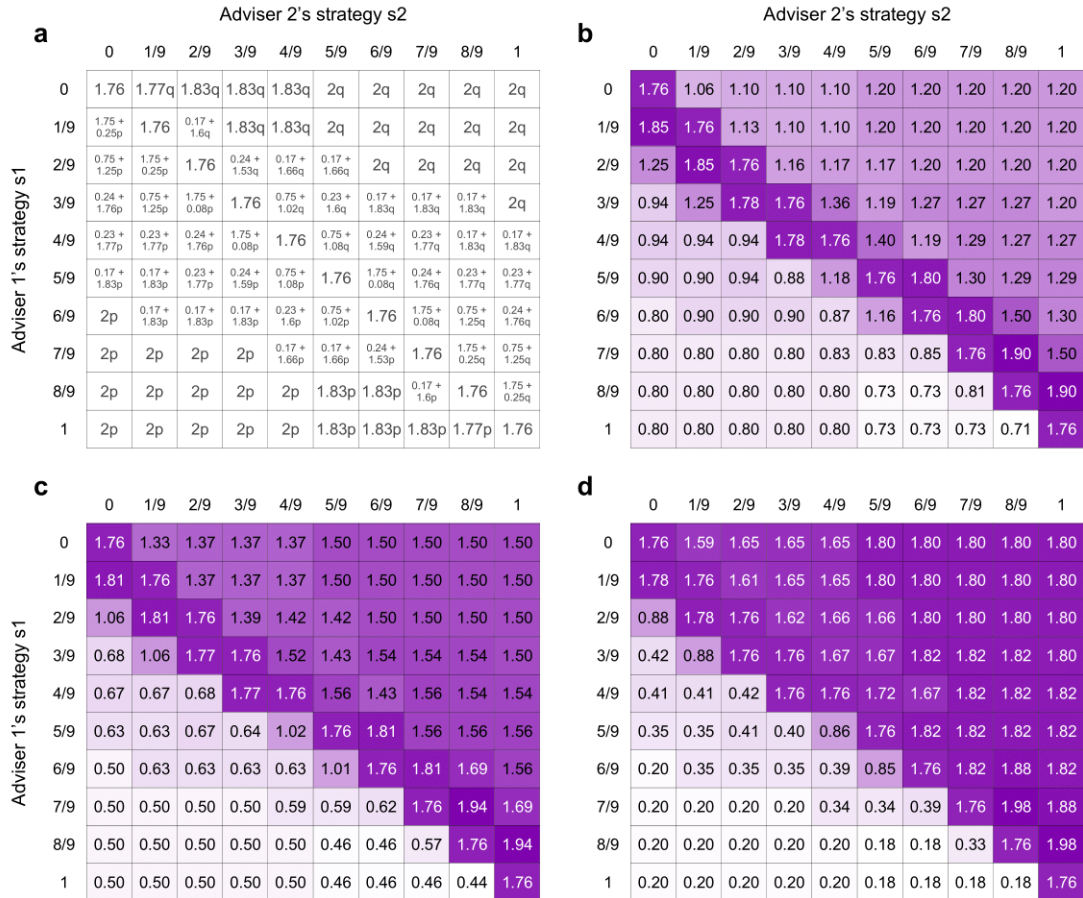 Adviser 2's strategy s2
a
0 1/9 2/9 3/9 4/9 5/9 6/9 7/9 8/9 1
Adviser 1's strategy s1
0 1.76 1.77q 1.83q 1.83q 1.83q 2q 2q 2q 2q 2q
1/9 1.75 + 0.25p 1.76 0.17 + 1.6q 1.83q 1.83q 2q 2q 2q 2q 2q
2/9 0.75 + 1.25p 1.75 + 0.25p 1.76 0.24 + 1.53q 0.17 + 1.66q 0.17 + 1.66q 2q 2q 2q 2q
3/9 0.24 + 1.76p 0.75 + 1.25p 1.75 + 0.08p 1.76 0.75 + 1.02q 0.23 + 1.6q 0.17 + 1.83q 0.17 + 1.83q 0.17 + 1.83q 2q
4/9 0.23 + 1.77p 0.23 + 1.77p 0.24 + 1.76p 1.75 + 0.08p 1.76 0.75 + 1.08q 0.24 + 1.59q 0.23 + 1.77q 0.17 + 1.83q 0.17 + 1.83q
5/9 0.17 + 1.83p 0.17 + 1.83p 0.23 + 1.77p 0.24 + 1.59p 0.75 + 1.08p 1.76 1.75 + 0.08q 0.24 + 1.76q 0.23 + 1.77q 0.23 + 1.77q
6/9 2p 0.17 + 1.83p 0.17 + 1.83p 0.17 + 1.83p 0.23 + 1.6p 0.75 + 1.02p 1.76 1.75 + 0.08q 0.75 + 1.25q 0.24 + 1.76q
7/9 2p 2p 2p 2p 0.17 + 1.66p 0.17 + 1.66p 0.24 + 1.53p 1.76 1.75 + 0.25q 0.75 + 1.25q
8/9 2p 2p 2p 2p 2p 1.83p 1.83p 0.17 + 1.6p 1.76 1.75 + 0.25q
1 2p 2p 2p 2p 2p 1.83p 1.83p 1.83p 1.77p 1.76
Adviser 2's strategy s2
b
0 1/9 2/9 3/9 4/9 5/9 6/9 7/9 8/9 1
0 1.76 1.06 1.10 1.10 1.10 1.20 1.20 1.20 1.20 1.20
1/9 1.85 1.76 1.13 1.10 1.10 1.20 1.20 1.20 1.20 1.20
2/9 1.25 1.85 1.76 1.16 1.17 1.17 1.20 1.20 1.20 1.20
3/9 0.94 1.25 1.78 1.76 1.36 1.19 1.27 1.27 1.27 1.20
4/9 0.94 0.94 0.94 1.78 1.76 1.40 1.19 1.29 1.27 1.27
5/9 0.90 0.90 0.94 0.88 1.18 1.76 1.80 1.30 1.29 1.29
6/9 0.80 0.90 0.90 0.90 0.87 1.16 1.76 1.80 1.50 1.30
7/9 0.80 0.80 0.80 0.80 0.83 0.83 0.85 1.76 1.90 1.50
8/9 0.80 0.80 0.80 0.80 0.80 0.73 0.73 0.81 1.76 1.90
1 0.80 0.80 0.80 0.80 0.80 0.73 0.73 0.73 0.71 1.76
c
0 1/9 2/9 3/9 4/9 5/9 6/9 7/9 8/9 1
Adviser 1's strategy s1
0 1.76 1.33 1.37 1.37 1.37 1.50 1.50 1.50 1.50 1.50
1/9 1.81 1.76 1.37 1.37 1.37 1.50 1.50 1.50 1.50 1.50
2/9 1.06 1.81 1.76 1.39 1.42 1.42 1.50 1.50 1.50 1.50
3/9 0.68 1.06 1.77 1.76 1.52 1.43 1.54 1.54 1.54 1.50
4/9 0.67 0.67 0.68 1.77 1.76 1.56 1.43 1.56 1.54 1.54
5/9 0.63 0.63 0.67 0.64 1.02 1.76 1.81 1.56 1.56 1.56
6/9 0.50 0.63 0.63 0.63 0.63 1.01 1.76 1.81 1.69 1.56
7/9 0.50 0.50 0.50 0.50 0.59 0.59 0.62 1.76 1.94 1.69
8/9 0.50 0.50 0.50 0.50 0.50 0.46 0.46 0.57 1.76 1.94
1 0.50 0.50 0.50 0.50 0.50 0.46 0.46 0.46 0.44 1.76
d
0 1/9 2/9 3/9 4/9 5/9 6/9 7/9 8/9 1
0 1.76 1.59 1.65 1.65 1.65 1.80 1.80 1.80 1.80 1.80
1/9 1.78 1.76 1.61 1.65 1.65 1.80 1.80 1.80 1.80 1.80
2/9 0.88 1.78 1.76 1.62 1.66 1.66 1.80 1.80 1.80 1.80
3/9 0.42 0.88 1.76 1.76 1.67 1.67 1.82 1.82 1.82 1.80
4/9 0.41 0.41 0.42 1.76 1.76 1.72 1.67 1.82 1.82 1.82
5/9 0.35 0.35 0.41 0.40 0.86 1.76 1.82 1.82 1.82 1.82
6/9 0.20 0.35 0.35 0.35 0.39 0.85 1.76 1.82 1.88 1.82
7/9 0.20 0.20 0.20 0.20 0.34 0.34 0.39 1.76 1.98 1.88
8/9 0.20 0.20 0.20 0.20 0.20 0.18 0.18 0.33 1.76 1.98
1 0.20 0.20 0.20 0.20 0.20 0.18 0.18 0.18 0.18 1.76